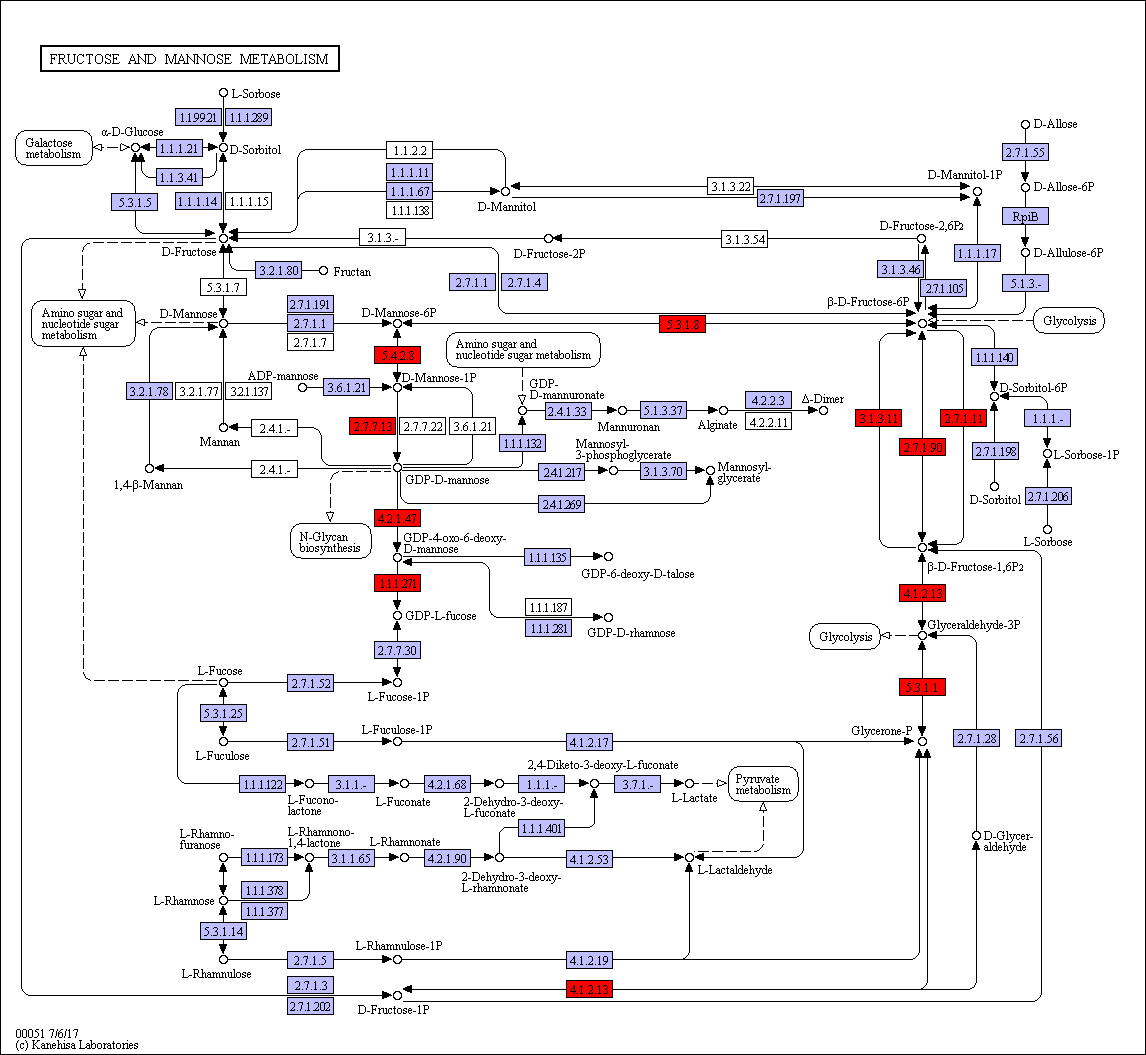 FRUCTOSE AND MANNOSE METABOLISM
L-Sorbose
1.1.99.21
1.1.1.289
D-Allose
α-D-Glucose
Galactose
metabolism
1.1.1.21
D-Sorbitol
1.1.2.2
2.7.1.55
1.1.1.11
D-Mannitol-1P
1.1.3.41
1.1.1.67
3.1.3.22
D-Allose-6P
5.3.1.5
1.1.1.14
1.1.1.15
1.1.1.138
D-Mannitol
2.7.1.197
RpiB
D-Fructose-2,6P2
3.1.3.-
3.1.3.54
D-Fructose
D-Fructose-2P
1.1.1.17
D-Allulose-6P
3.2.1.80
Fructan
3.1.3.46
2.7.1.1
2.7.1.4
5.1.3.-
5.3.1.7
2.7.1.105
2.7.1.191
β-D-Fructose-6P
Amino sugar and
nucleotide sugar
metabolism
D-Mannose
2.7.1.1
D-Mannose-6P
5.3.1.8
Glycolysis
2.7.1.7
Amino sugar and
nucleotide sugar metabolism
5.4.2.8
1.1.1.140
ADP-mannose
D-Mannose-1P
GDP-
D-mannuronate
D-Sorbitol-6P
3.2.1.78
3.2.1.77
3.2.1.137
3.6.1.21
4.2.2.3
Δ-Dimer
2.4.1.33
5.1.3.37
4.2.2.11
Mannuronan
Alginate
3.1.3.11
2.7.1.11
1.1.1.-
2.7.7.13
2.7.7.22
3.6.1.21
2.4.1.-
Mannan
1.1.1.132
Mannosyl-
3-phosphoglycerate
2.7.1.90
2.7.1.198
L-Sorbose-1P
2.4.1.-
1,4-β-Mannan
GDP-D-mannose
2.4.1.217
3.1.3.70
Mannosyl-
glycerate
D-Sorbitol
2.7.1.206
2.4.1.269
4.2.1.47
L-Sorbose
N-Glycan
biosynthesis
GDP-4-oxo-6-deoxy-
D-mannose
1.1.1.135
GDP-6-deoxy-D-talose
β-D-Fructose-1,6P2
1.1.1.271
4.1.2.13
1.1.1.187
GDP-L-fucose
1.1.1.281
GDP-D-rhamnose
Glyceraldehyde-3P
Glycolysis
2.7.7.30
L-Fucose
2.7.1.52
L-Fucose-1P
5.3.1.1
5.3.1.25
L-Fuculose-1P
Glycerone-P
2.7.1.51
4.1.2.17
2.7.1.28
2.7.1.56
L-Fuculose
2,4-Diketo-3-deoxy-L-fuconate
Pyruvate
metabolism
1.1.1.122
3.1.1.-
4.2.1.68
1.1.1.-
3.7.1.-
L-Fucono-
lactone
L-Fuconate
2-Dehydro-3-deoxy-
L-fuconate
L-Lactate
1.1.1.401
L-Rhamno-
furanose
L-Rhamnono-
1,4-lactone
L-Rhamnonate
D-Glycer-
aldehyde
1.1.1.173
3.1.1.65
4.2.1.90
4.1.2.53
L-Lactaldehyde
2-Dehydro-3-deoxy-
L-rhamnonate
1.1.1.378
L-Rhamnose
1.1.1.377
5.3.1.14
L-Rhamnulose-1P
2.7.1.5
4.1.2.19
L-Rhamnulose
2.7.1.3
4.1.2.13
2.7.1.202
D-Fructose-1P
00051 7/6/17
(c) Kanehisa Laboratories